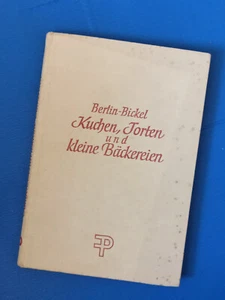 Bertin-Bickel
Kuchen, Torten
und
kleine Bäckereien